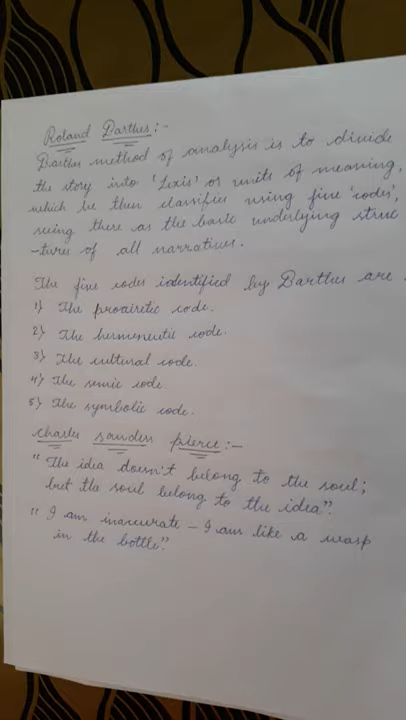 Roland Barthes:-
Barthes method of analysis is to divide
the story into 'Lexis' or units of meaning,
which he then classifies using five 'codes',
seeing there as the basic underlying struc
-tures of all narratives.
The five codes identified by Barthes are :
1) The proairetic code.
2) The hermeneutic code.
3) The cultural code.
4) The semic code.
5) The symbolic code.
Charles sanders pierce:-
"The idea doesn't belong to the soul;
but the soul belong to the idea".
" I am inaccurate - I am like a wasp
in the bottle".